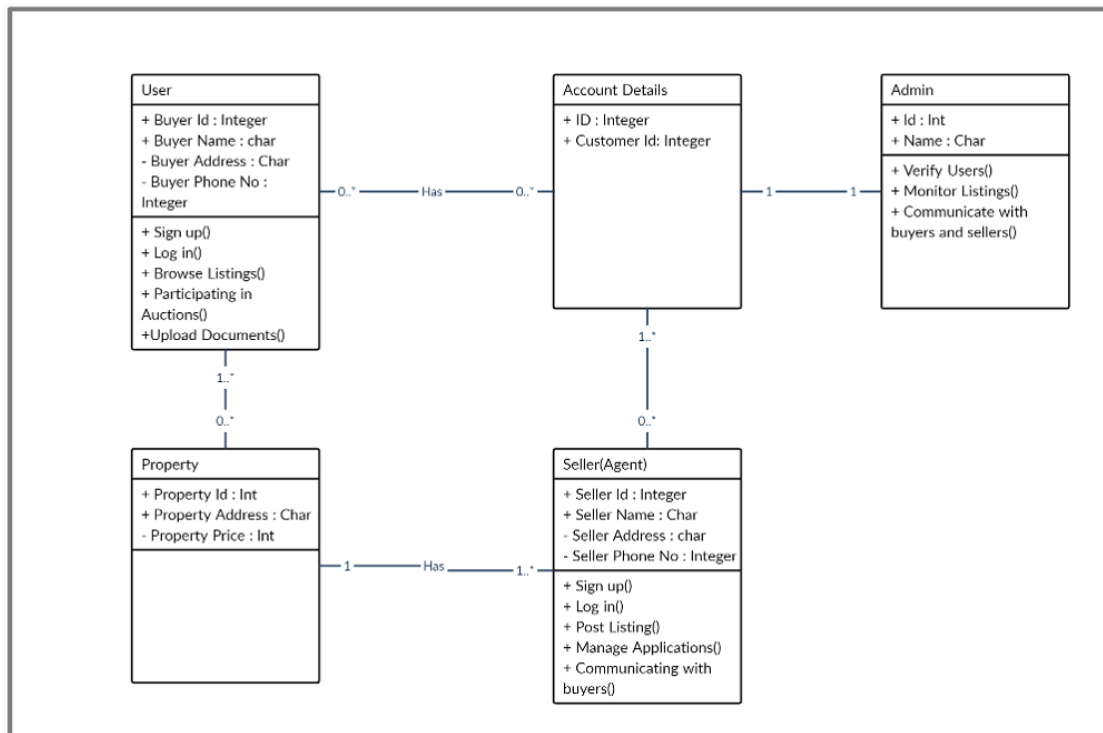 User
+ Buyer Id : Integer
+ Buyer Name : char
- Buyer Address : Char
- Buyer Phone No :
Integer
+ Sign up()
+ Log in()
+ Browse Listings()
+ Participating in
Auctions()
+Upload Documents()
0..*
Has
0..*
Account Details
+ ID : Integer
+ Customer Id: Integer
1
1
Admin
+ Id : Int
+ Name : Char
+ Verify Users()
+ Monitor Listings()
+ Communicate with
buyers and sellers()
1..*
0..*
1..*
0..*
Property
+ Property Id : Int
+ Property Address : Char
- Property Price : Int
1
Has
1..*
Seller(Agent)
+ Seller Id : Integer
+ Seller Name : Char
- Seller Address : char
- Seller Phone No : Integer
+ Sign up()
+ Log in()
+ Post Listing()
+ Manage Applications()
+ Communicating with
buyers()